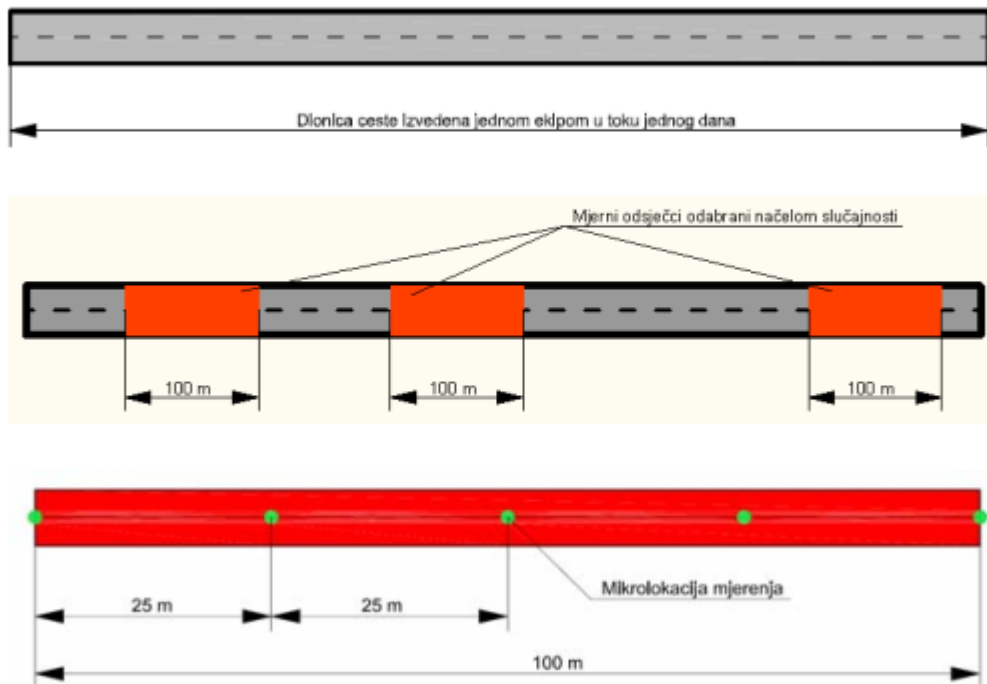 Dionica ceste izvedena jednom ekipom u toku jednog dana
Mjerni odsječci odabrani načelom slučajnosti
100 m
100 m
100 m
Mikrolokacija mjerenja
25 m
25 m
100 m